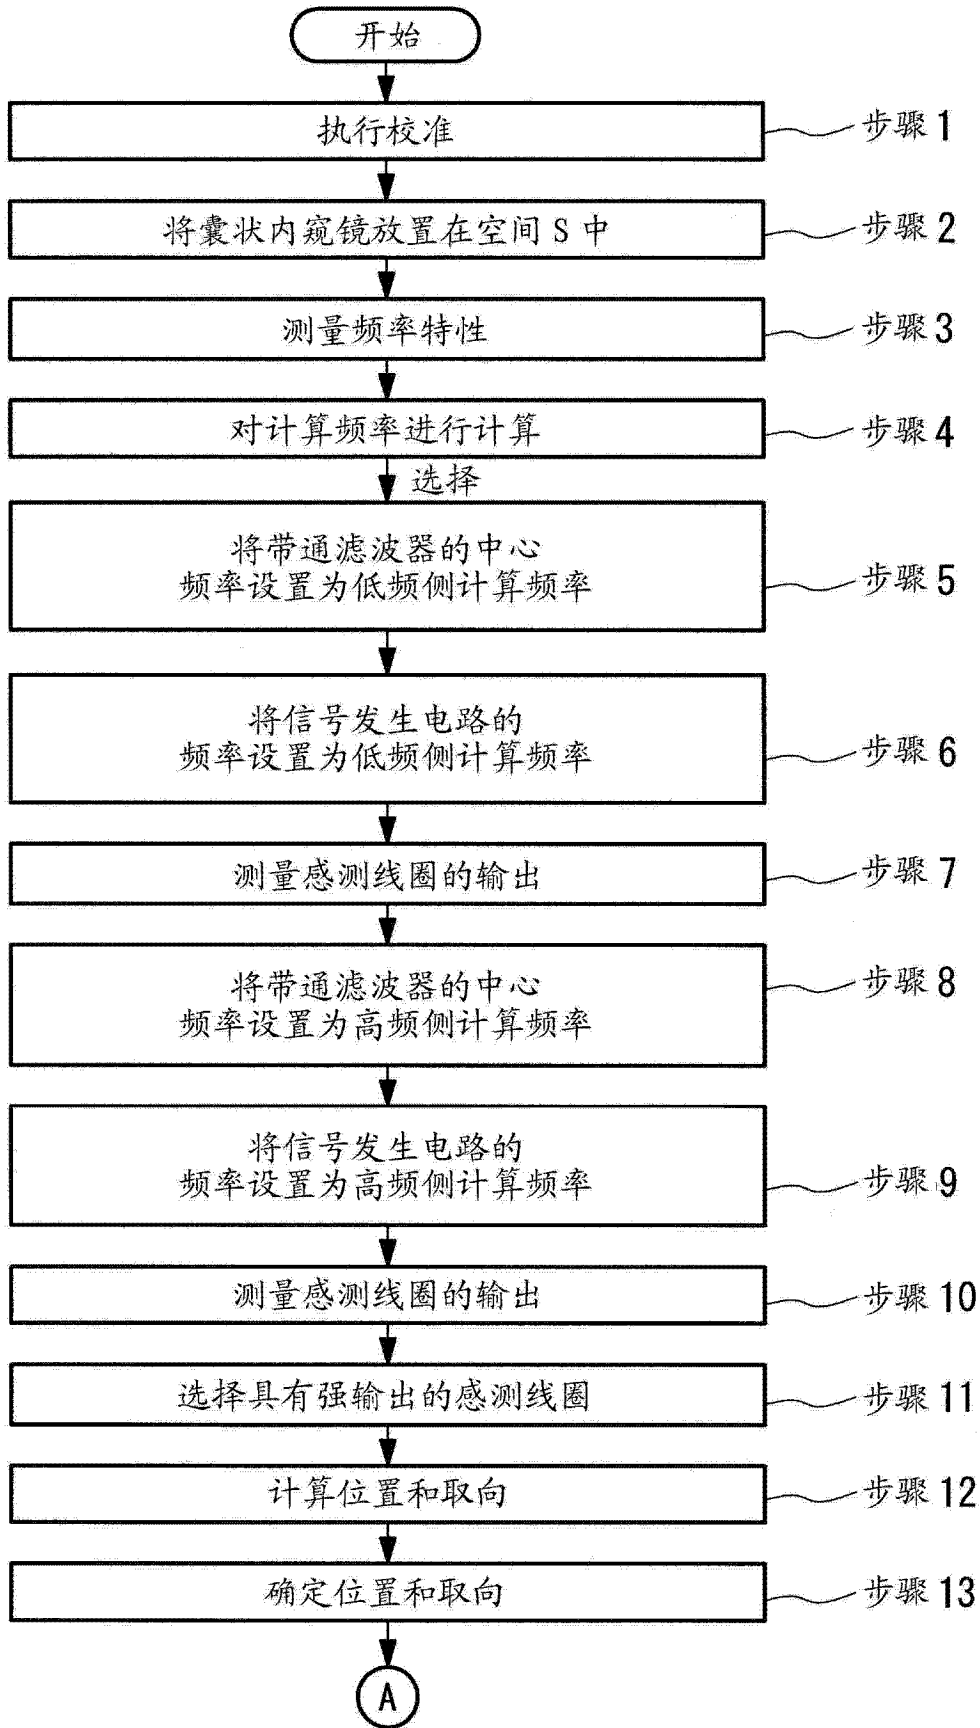 开始
执行校准
步骤1
将囊状内窥镜放置在空间 S 中
步骤2
测量频率特性
步骤3
对计算频率进行计算
步骤4
选择
将带通滤波器的中心
频率设置为低频侧计算频率
步骤5
将信号发生电路的
频率设置为低频侧计算频率
步骤6
测量感测线圈的输出
步骤7
将带通滤波器的中心
频率设置为高频侧计算频率
步骤8
将信号发生电路的
频率设置为高频侧计算频率
步骤9
测量感测线圈的输出
步骤10
选择具有强输出的感测线圈
步骤11
计算位置和取向
步骤12
确定位置和取向
步骤13
A